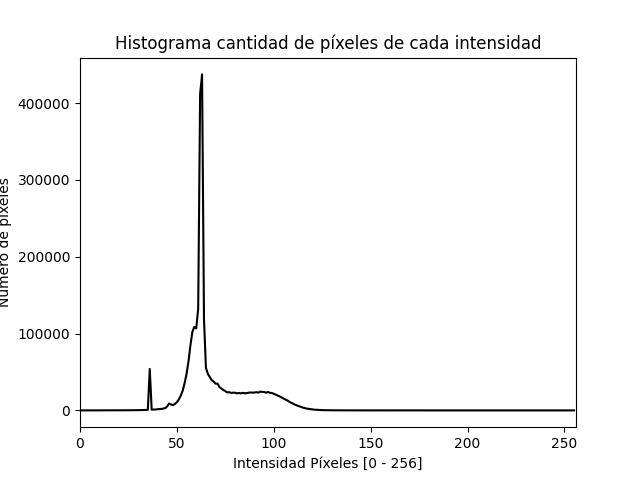 Histograma cantidad de píxeles de cada intensidad
Número de píxeles
400000
300000
200000
100000
0
0 50 100 150 200 250
Intensidad Píxeles [0 - 256]